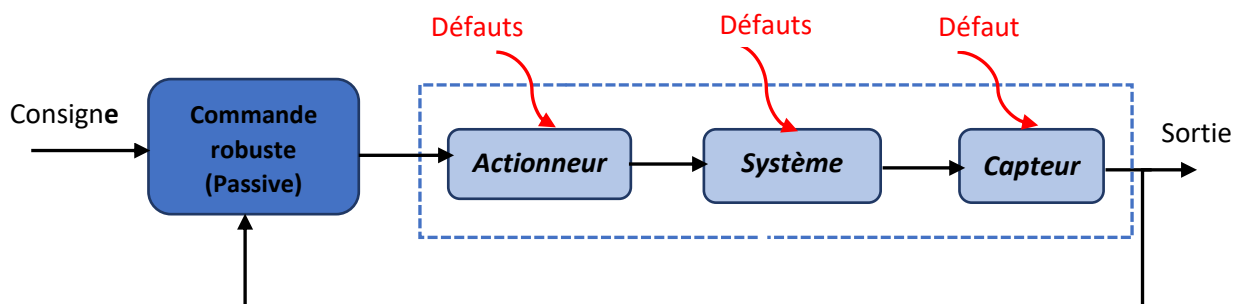 Défauts
Défauts
Défaut
Consigne
Commande
robuste
(Passive)
Actionneur
Système
Capteur
Sortie